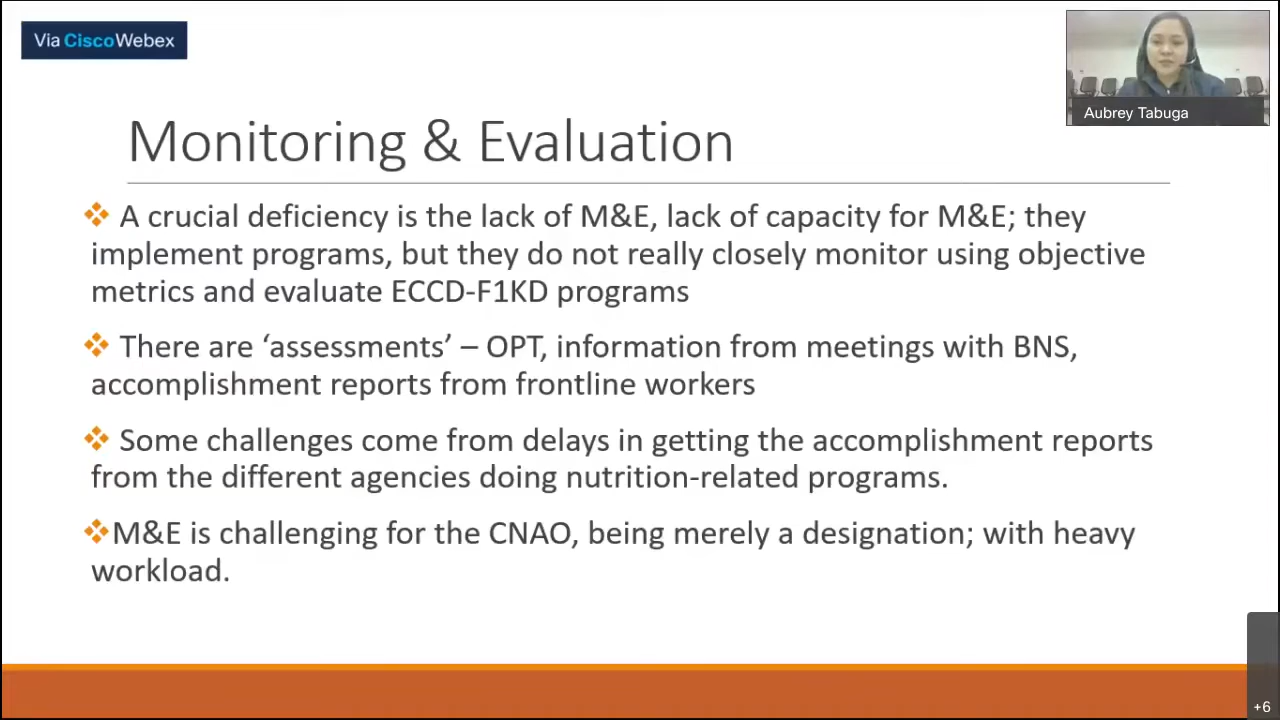 Via CiscoWebex
Aubrey Tabuga
Monitoring & Evaluation
A crucial deficiency is the lack of M&E, lack of capacity for M&E; they
implement programs, but they do not really closely monitor using objective
metrics and evaluate ECCD-F1KD programs
There are ‘assessments’ – OPT, information from meetings with BNS,
accomplishment reports from frontline workers
Some challenges come from delays in getting the accomplishment reports
from the different agencies doing nutrition-related programs.
M&E is challenging for the CNAO, being merely a designation; with heavy
workload.
+6